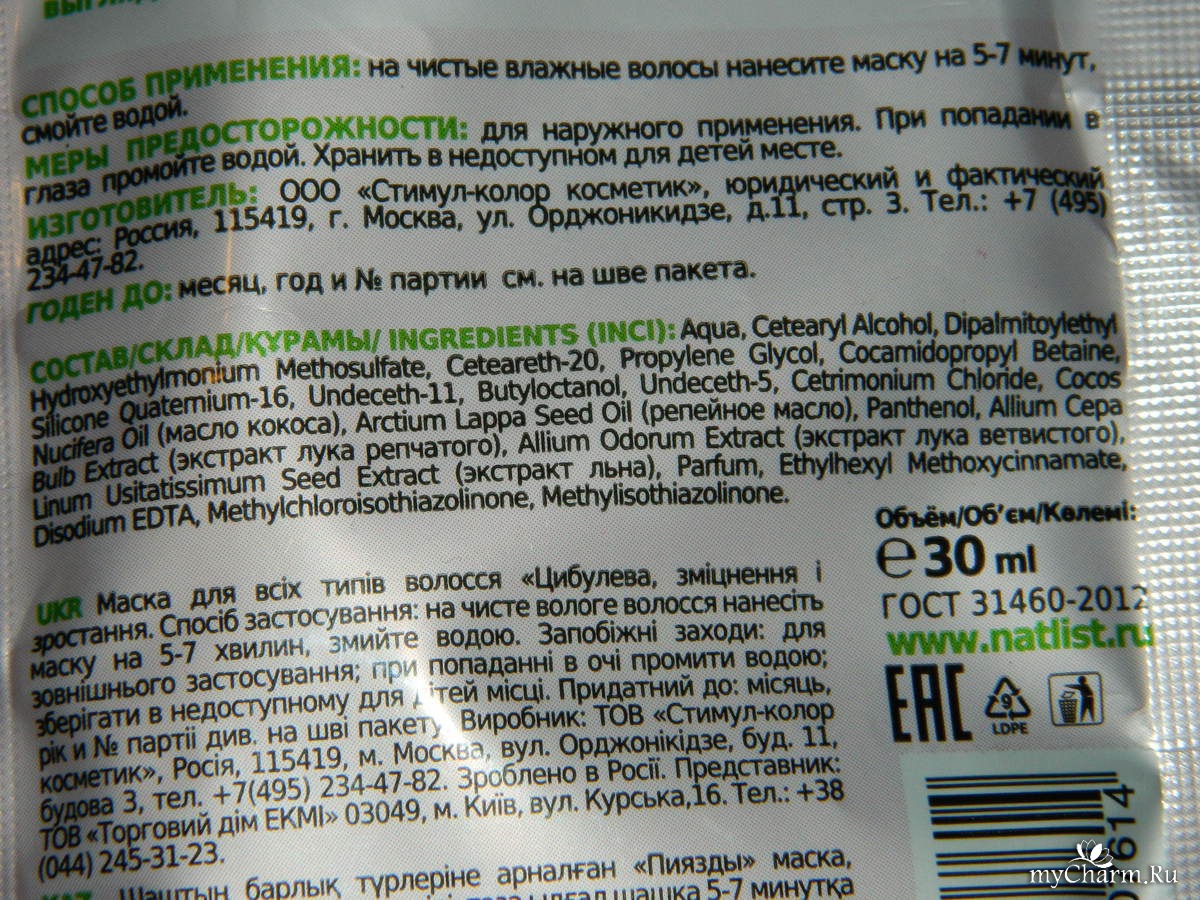 СПОСОБ ПРИМЕНЕНИЯ: на чистые влажные волосы нанесите маску на 5-7 минут,
смойте водой.
МЕРЫ ПРЕДОСТОРОЖНОСТИ: для наружного применения. При попадании в
глаза промойте водой. Хранить в недоступном для детей месте.
ИЗГОТОВИТЕЛЬ: ООО «Стимул-колор косметик», юридический и фактический
адрес: Россия, 115419, г. Москва, ул. Орджоникидзе, д.11, стр. 3. Тел.: +7 (495)
234-47-82.
ГОДЕН ДО: месяц, год и № партии см. на шве пакета.
СОСТАВ/СКЛАД/ҚҰРАМЫ/ INGREDIENTS (INCI): Aqua, Cetearyl Alcohol, Dipalmitoylethyl
Hydroxyethylmonium Methosulfate, Ceteareth-20, Propylene Glycol, Cocamidopropyl Betaine,
Silicone Quaternium-16, Undeceth-11, Butyloctanol, Undeceth-5, Cetrimonium Chloride, Cocos
Nucifera Oil (масло кокоса), Arctium Lappa Seed Oil (репейное масло), Panthenol, Allium Cepa
Bulb Extract (экстракт лука репчатого), Allium Odorum Extract (экстракт лука ветвистого),
Linum Usitatissimum Seed Extract (экстракт льна), Parfum, Ethylhexyl Methoxycinnamate,
Disodium EDTA, Methylchloroisothiazolinone, Methylisothiazolinone.
UKR Маска для всіх типів волосся «Цибулева, зміцнення і
зростання. Спосіб застосування: на чисте вологе волосся нанесіть
маску на 5-7 хвилин, змийте водою. Запобіжні заходи: для
зовнішнього застосування; при попаданні в очі промити водою;
зберігати в недоступному для дітей місці. Придатний до: місяць,
рік и № партії див. на шві пакету. Виробник: ТОВ «Стимул-колор
косметик», Росія, 115419, м. Москва, вул. Орджонікідзе, буд. 11,
будова 3, тел. +7(495) 234-47-82. Зроблено в Росії. Представник:
ТОВ «Торговий дім ЕКМІ» 03049, м. Київ, вул. Курська,16. Тел.: +38
(044) 245-31-23.
KAZ Шаштың барлық түрлеріне арналған «Пиязды» маска,
ылғал шашқа 5-7 минутқа
Объём/Об’єм/Көлемі:
℮ 30 ml
ГОСТ 31460-2012
www.natlist.ru
EAC
9
LDPE
0614
myCharm.Ru